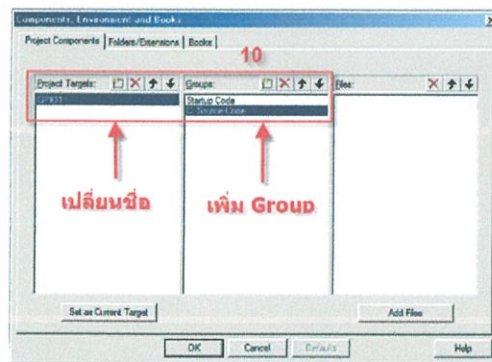 Components, Environment and Books
Project Components Folders/Extensions Books
10
Project Targets: Groups: Files:
Startup Code
C Source Code
เปลี่ยนชื่อ เพิ่ม Group
Set as Current Target Add Files
OK Cancel Defaults Help